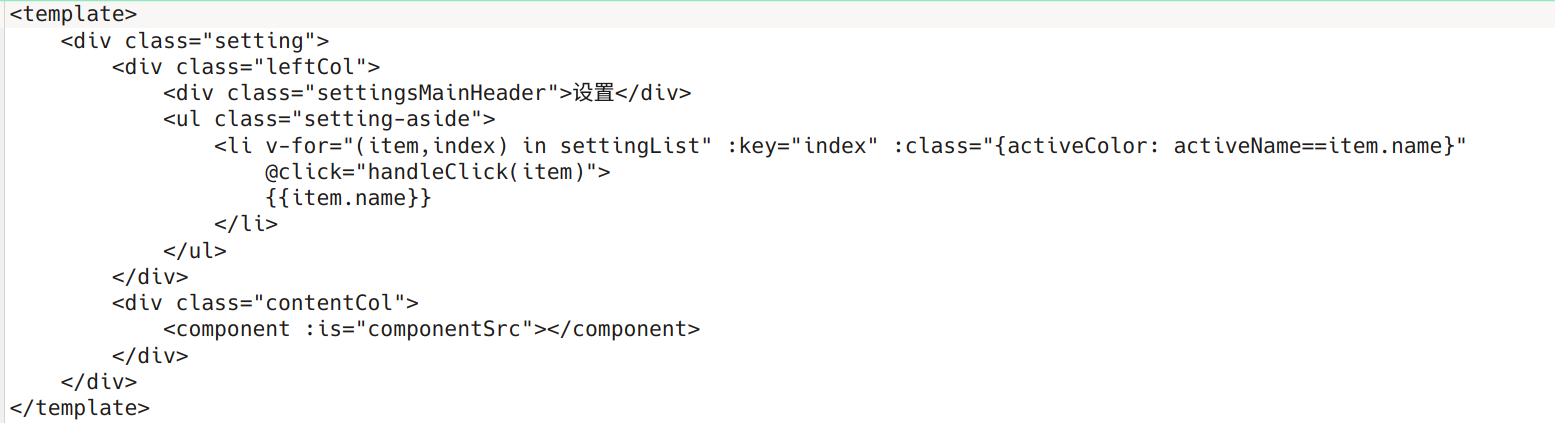 <template>
    <div class="setting">
        <div class="leftCol">
            <div class="settingsMainHeader">设置</div>
            <ul class="setting-aside">
                <li v-for="(item,index) in settingList" :key="index" :class="{activeColor: activeName==item.name}"
                    @click="handleClick(item)">
                    {{item.name}}
                </li>
            </ul>
        </div>
        <div class="contentCol">
            <component :is="componentSrc"></component>
        </div>
    </div>
</template>